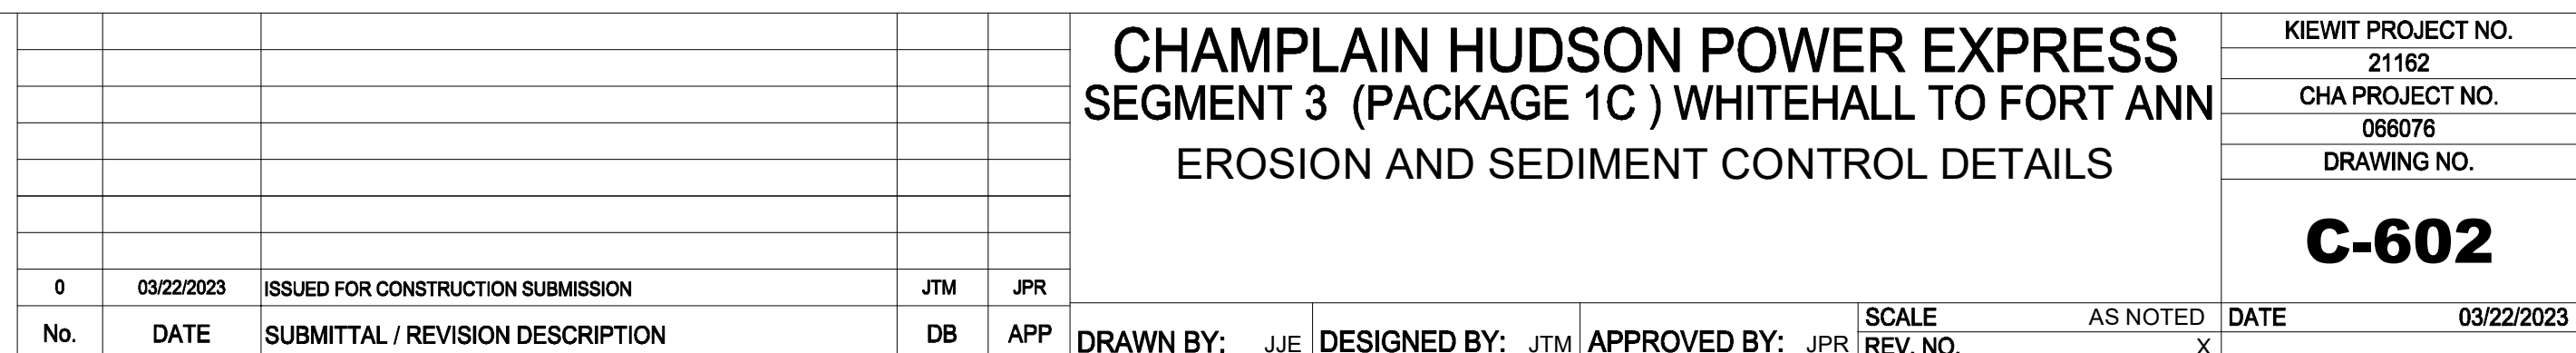 CHAMPLAIN HUDSON POWER EXPRESS
SEGMENT 3 (PACKAGE 1C ) WHITEHALL TO FORT ANN
EROSION AND SEDIMENT CONTROL DETAILS
KIEWIT PROJECT NO.
21162
CHA PROJECT NO.
066076
DRAWING NO.
C-602
0 03/22/2023 ISSUED FOR CONSTRUCTION SUBMISSION JTM JPR
No. DATE SUBMITTAL / REVISION DESCRIPTION DB APP
DRAWN BY: JJE DESIGNED BY: JTM APPROVED BY: JPR
SCALE AS NOTED
REV. NO. X
DATE 03/22/2023